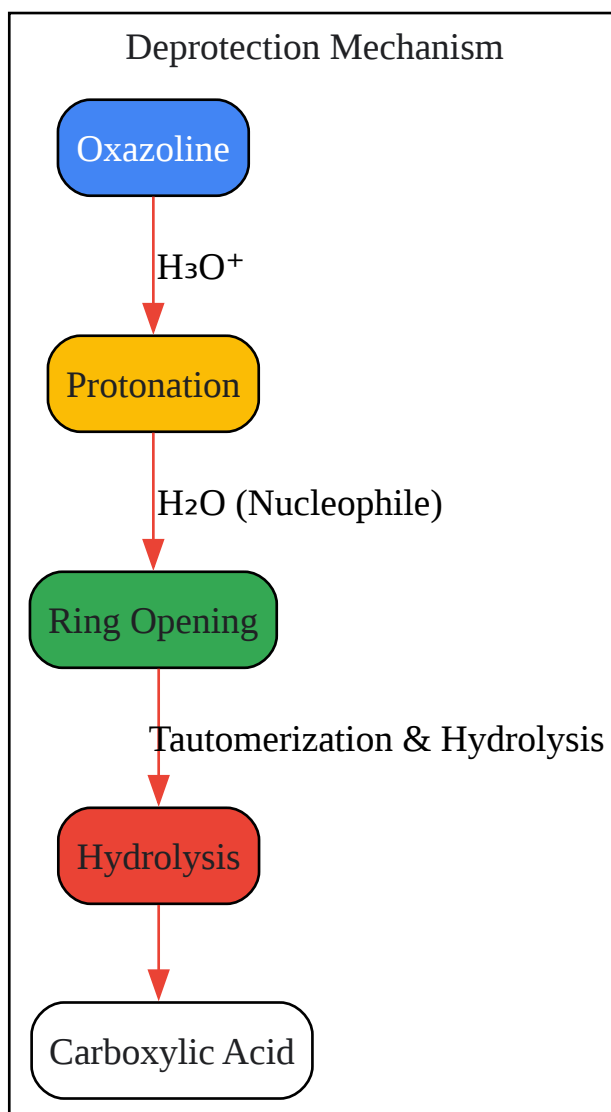 Deprotection Mechanism
Oxazoline
H₃O⁺
Protonation
H₂O (Nucleophile)
Ring Opening
Tautomerization & Hydrolysis
Hydrolysis
Carboxylic Acid